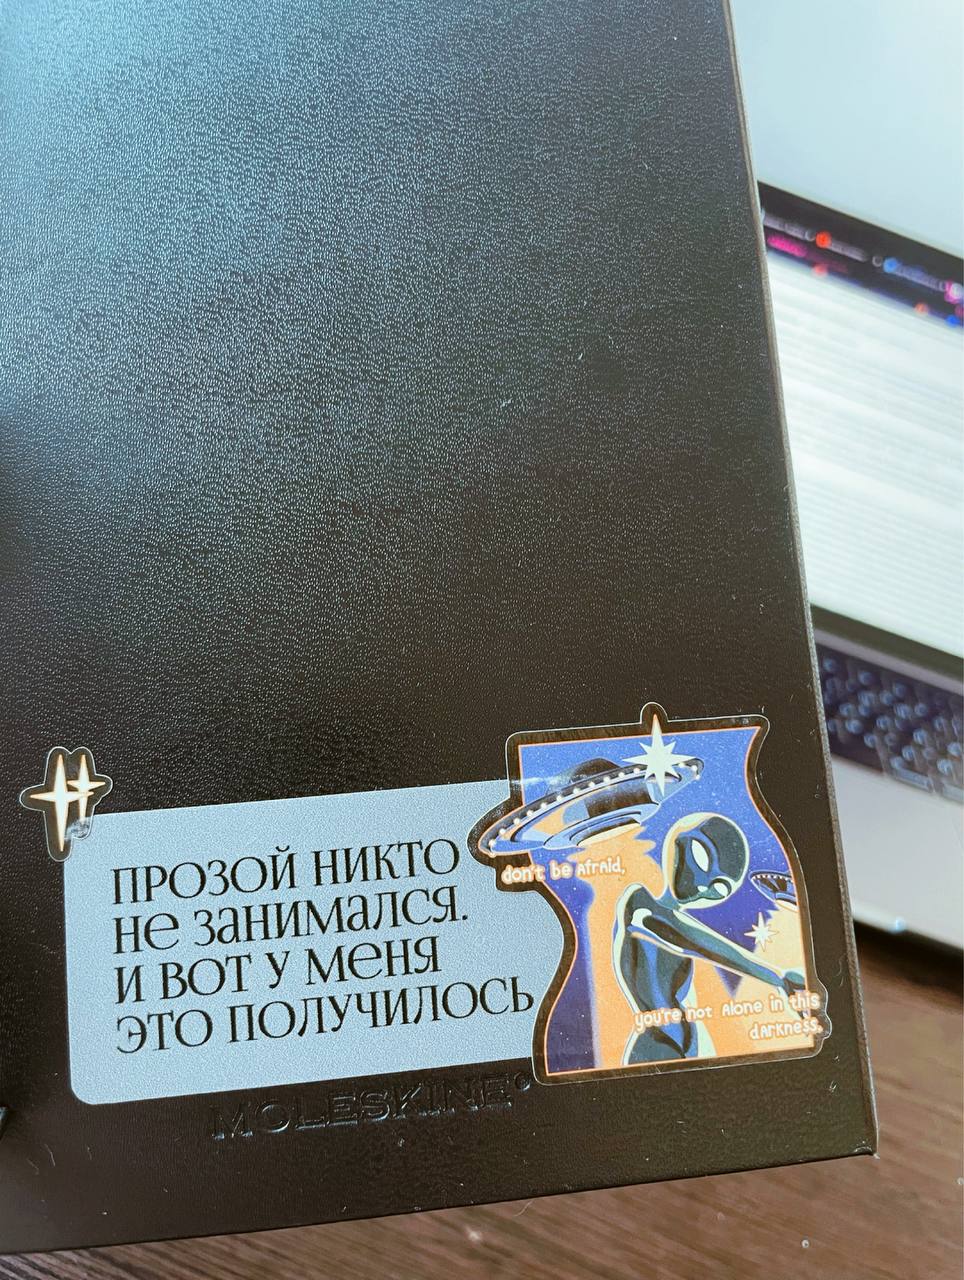 ПРОЗОЙ НИКТО
Не ЗАНИМАЛСЯ.
И ВОТ У МеНЯ
ЭТО ПОЛУЧИЛОСЬ
don't be Afraid,
you're not Alone in this
dArkness.
MOLESKINE®